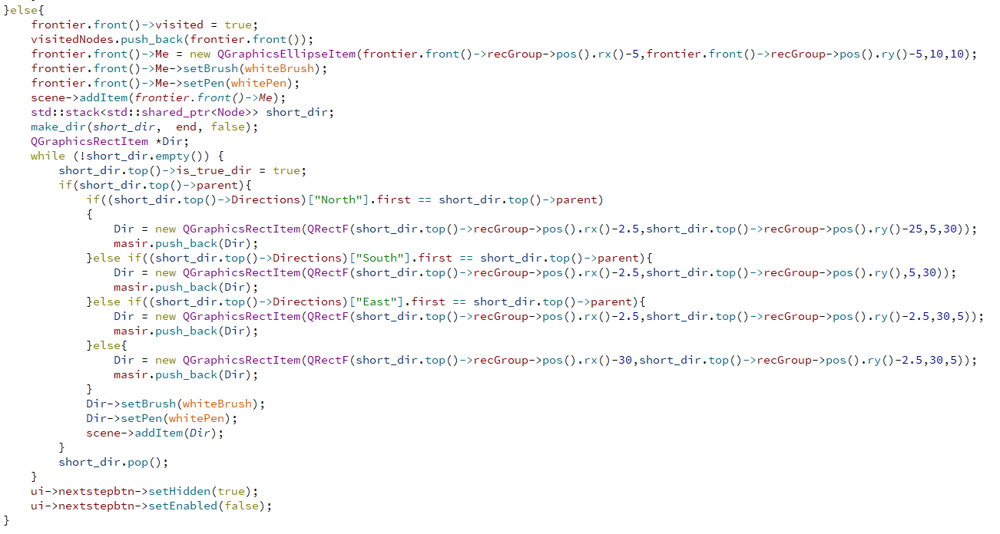 }else{
    frontier.front()->visited = true;
    visitedNodes.push_back(frontier.front());
    frontier.front()->Me = new QGraphicsEllipseItem(frontier.front()->recGroup->pos().rx()-5,frontier.front()->recGroup->pos().ry()-5,10,10);
    frontier.front()->Me->setBrush(whiteBrush);
    frontier.front()->Me->setPen(whitePen);
    scene->addItem(frontier.front()->Me);
    std::stack<std::shared_ptr<Node>> short_dir;
    make_dir(short_dir,  end, false);
    QGraphicsRectItem *Dir;
    while (!short_dir.empty()) {
        short_dir.top()->is_true_dir = true;
        if(short_dir.top()->parent){
            if((short_dir.top()->Directions)["North"].first == short_dir.top()->parent)
            {
                Dir = new QGraphicsRectItem(QRectF(short_dir.top()->recGroup->pos().rx()-2.5,short_dir.top()->recGroup->pos().ry()-25,5,30));
                masir.push_back(Dir);
            }else if((short_dir.top()->Directions)["South"].first == short_dir.top()->parent){
                Dir = new QGraphicsRectItem(QRectF(short_dir.top()->recGroup->pos().rx()-2.5,short_dir.top()->recGroup->pos().ry(),5,30));
                masir.push_back(Dir);
            }else if((short_dir.top()->Directions)["East"].first == short_dir.top()->parent){
                Dir = new QGraphicsRectItem(QRectF(short_dir.top()->recGroup->pos().rx()-2.5,short_dir.top()->recGroup->pos().ry()-2.5,30,5));
                masir.push_back(Dir);
            }else{
                Dir = new QGraphicsRectItem(QRectF(short_dir.top()->recGroup->pos().rx()-30,short_dir.top()->recGroup->pos().ry()-2.5,30,5));
                masir.push_back(Dir);
            }
            Dir->setBrush(whiteBrush);
            Dir->setPen(whitePen);
            scene->addItem(Dir);
        }
        short_dir.pop();
    }
    ui->nextstepbtn->setHidden(true);
    ui->nextstepbtn->setEnabled(false);
}